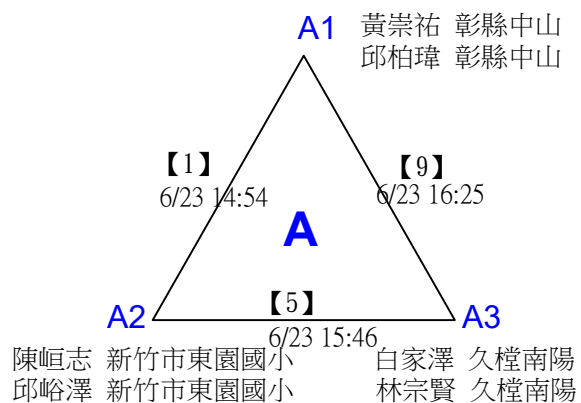 A1 黃崇祐 彰縣中山
邱柏瑋 彰縣中山
【1】
6/23 14:54
【9】
6/23 16:25
A
【5】
6/23 15:46
A2
A3
陳峘志 新竹市東園國小
邱峪澤 新竹市東園國小
白家澤 久樘南陽
林宗賢 久樘南陽